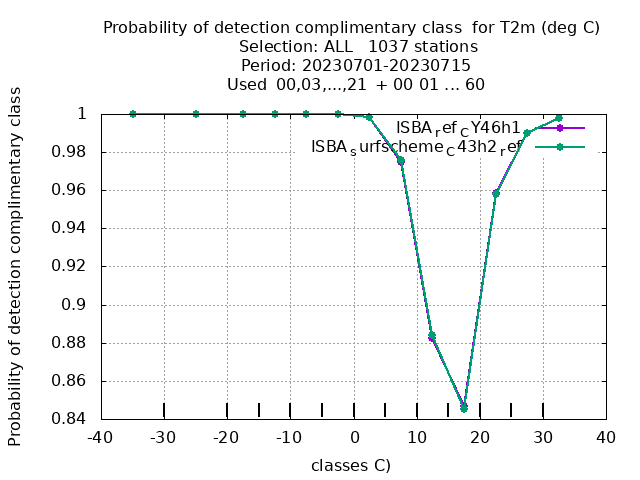 Probability of detection complimentary class  for T2m (deg C)
Selection: ALL   1037 stations
Period: 20230701-20230715
Used  00,03,...,21  + 00 01 ... 60
Probability of detection complimentary class
1
0.98
0.96
0.94
0.92
0.9
0.88
0.86
0.84
ISBA_ref_CY46h1
ISBA_surfscheme_C43h2_ref
-40 -30 -20 -10 0 10 20 30 40
classes C)